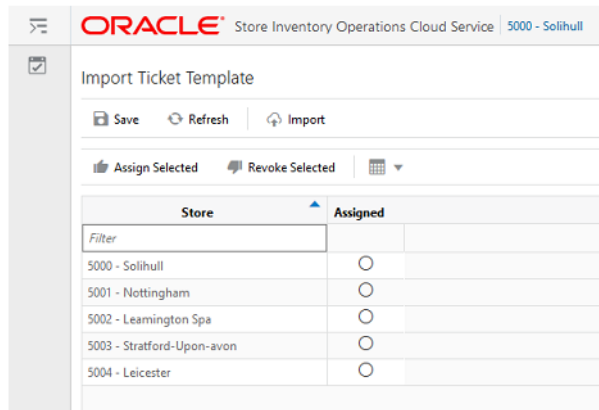 ORACLE Store Inventory Operations Cloud Service 5000 - Solihull
Import Ticket Template
Save Refresh Import
Assign Selected Revoke Selected
Store Assigned
Filter
5000 - Solihull
5001 - Nottingham
5002 - Leamington Spa
5003 - Stratford-Upon-avon
5004 - Leicester